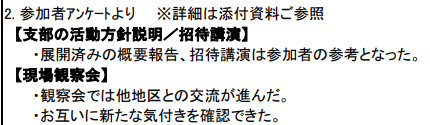 2. 参加者アンケートより　※詳細は添付資料ご参照
【支部の活動方針説明／招待講演】
・展開済みの概要報告、招待講演は参加者の参考となった。
【現場観察会】
・観察会では他地区との交流が進んだ。
・お互いに新たな気付きを確認できた。